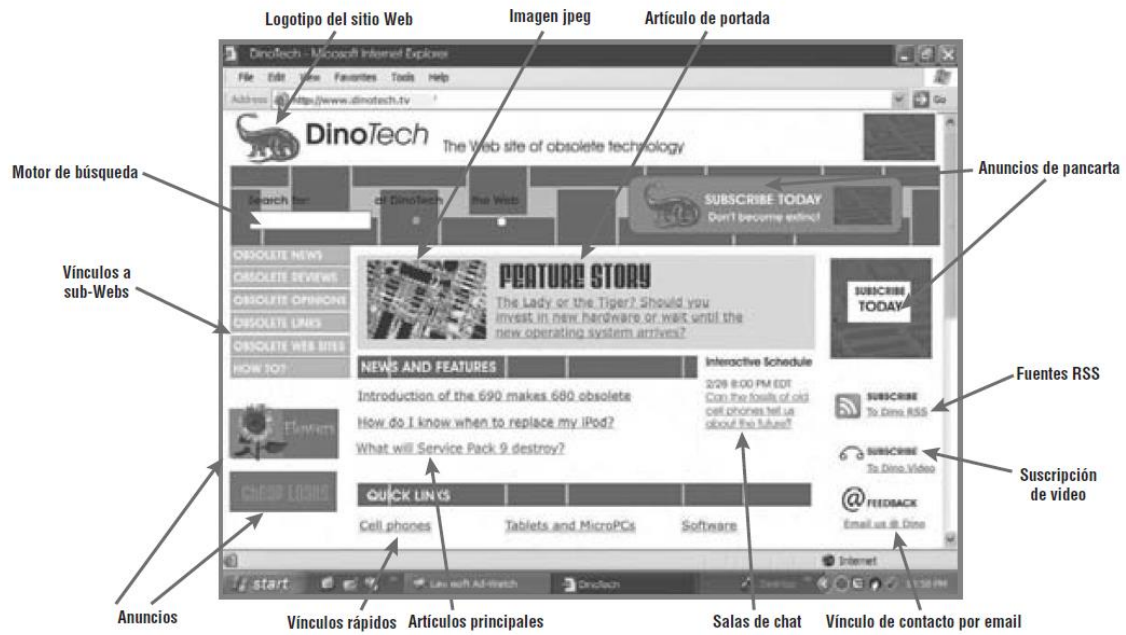 Logotipo del sitio Web
Imagen jpeg
Artículo de portada
DinoTech - Microsoft Internet Explorer
File Edit View Favorites Tools Help
Address http://www.dinotech.tv Go
DinoTech The Web site of obsolete technology
Motor de búsqueda
Anuncios de pancarta
Search for: at DinoTech the Web
SUBSCRIBE TODAY
Don't become extinct
Vínculos a
sub-Webs
OBSOLETE NEWS
OBSOLETE REVIEWS
OBSOLETE OPINIONS
OBSOLETE LINKS
OBSOLETE WEB SITES
HOW TO?
FEATURE STORY
The Lady or the Tiger? Should you
invest in new hardware or wait until the
new operating system arrives?
SUBSCRIBE
TODAY
NEWS AND FEATURES
Introduction of the 690 makes 680 obsolete
How do I know when to replace my iPod?
What will Service Pack 9 destroy?
Interactive Schedule
2/26 8:00 PM EDT
Can the fossils of old
cell phones tell us
about the future?
Fuentes RSS
SUBSCRIBE
To Dino RSS
SUBSCRIBE
To Dino Video
Suscripción
de video
@ FEEDBACK
Email us @ Dino
Flowers
CHEAP LOANS
QUICK LINKS
Cell phones Tablets and MicroPCs Software
Internet
start Lavasoft Ad-Watch DinoTech Desktop 11:50 PM
Anuncios
Vínculos rápidos
Artículos principales
Salas de chat
Vínculo de contacto por email